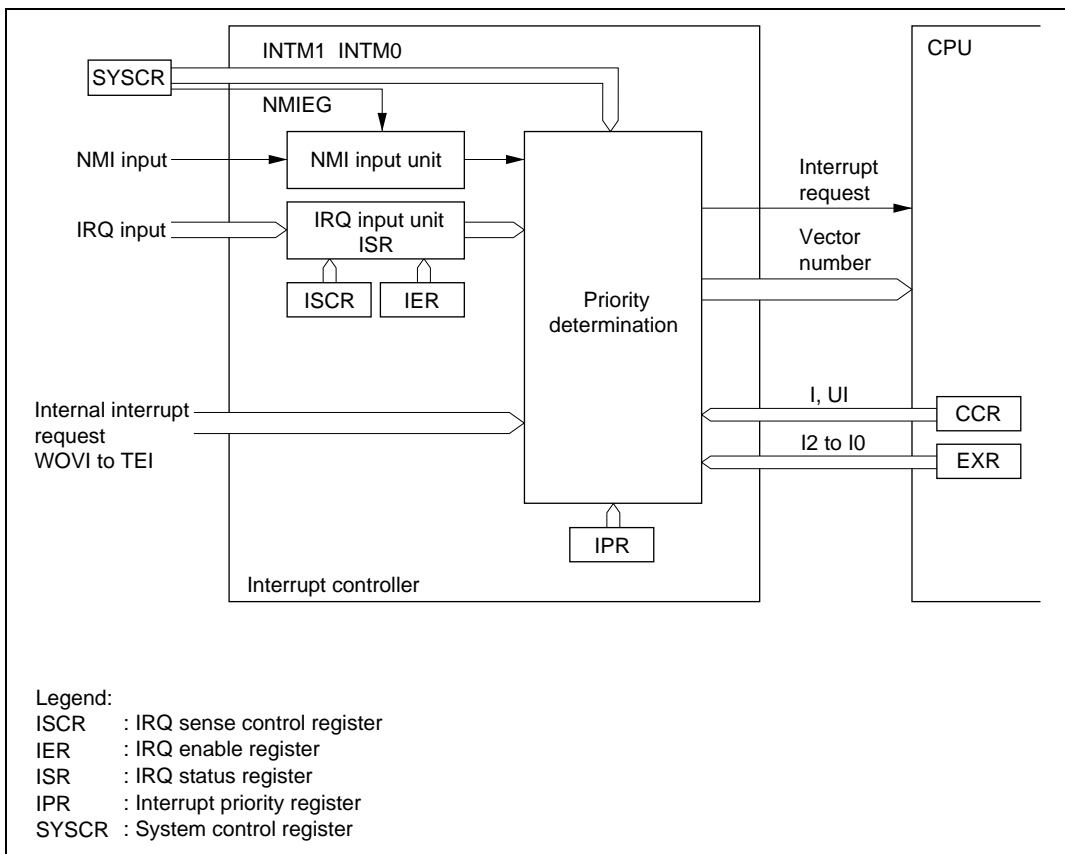 INTM1 INTM0
CPU
SYSCR
NMIEG
NMI input
NMI input unit
Interrupt
request
IRQ input
IRQ input unit
ISR
Vector
number
ISCR
IER
Priority
determination
Internal interrupt
request
WOVI to TEI
I, UI
CCR
I2 to I0
EXR
IPR
Interrupt controller
Legend:
ISCR : IRQ sense control register
IER : IRQ enable register
ISR : IRQ status register
IPR : Interrupt priority register
SYSCR : System control register